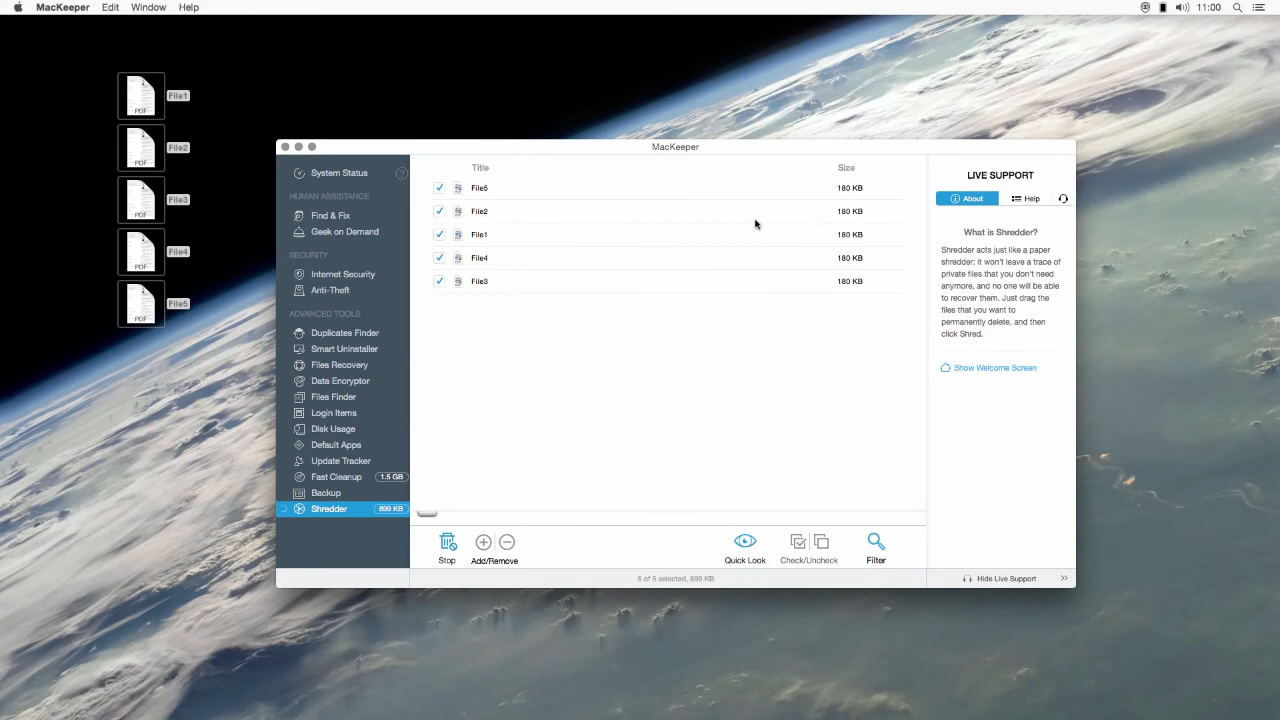 MacKeeper Edit Window Help 11:00
File1
PDF
File2
PDF
File3
PDF
File4
PDF
File5
PDF
MacKeeper
System Status ?
HUMAN ASSISTANCE
Find & Fix
Geek on Demand
SECURITY
Internet Security
Anti-Theft
ADVANCED TOOLS
Duplicates Finder
Smart Uninstaller
Files Recovery
Data Encryptor
Files Finder
Login Items
Disk Usage
Default Apps
Update Tracker
Fast Cleanup 1.5 GB
Backup
Shredder 899 KB
Title Size
File5 180 KB
File2 180 KB
File1 180 KB
File4 180 KB
File3 180 KB
Stop Add/Remove Quick Look Check/Uncheck Filter
5 of 5 selected, 899 KB
LIVE SUPPORT
About Help
What is Shredder?
Shredder acts just like a paper
shredder: it won't leave a trace of
private files that you don't need
anymore, and no one will be able
to recover them. Just drag the
files that you want to
permanently delete, and then
click Shred.
Show Welcome Screen
Hide Live Support